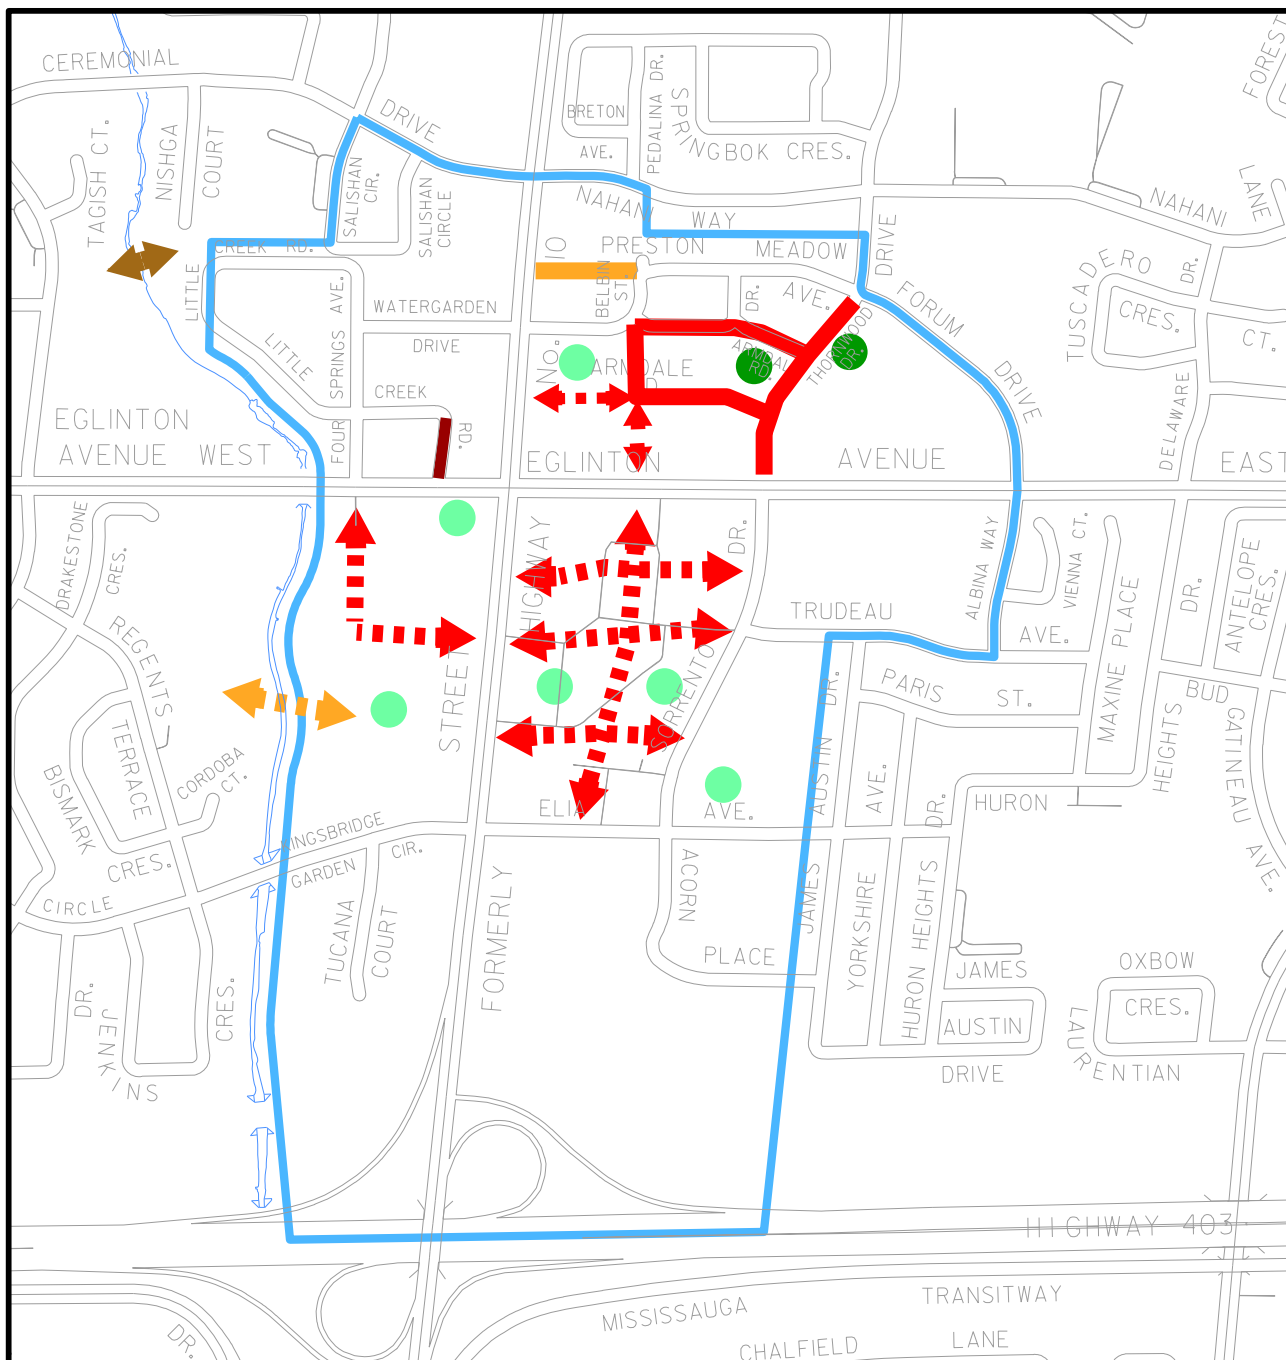 CEREMONIAL
DRIVE
TAGISH CT.
NISHGA
COURT
BRETON
AVE.
PEDALINA DR.
SPRINGBOK CRES.
FOREST
LANE
NAHANI
SALISHAN
CIR.
SALISHAN
CIRCLE
NAHANI
WAY
PRESTON
MEADOW
AVE.
DRIVE
CREEK RD.
LITTLE
10
BELBIN
ST.
DR.
FORUM
DRIVE
TUSCADERO
CRES.
DR.
CT.
WATERGARDEN
DRIVE
LITTLE
CREEK
RD.
FOUR
SPRINGS
AVE.
NO.
ARMDALE
ARMDALE
RD.
THORNWOOD
DR.
DELAWARE
EGLINTON
AVENUE WEST
EGLINTON
AVENUE
EAST
DRAKESTONE
CRES.
REGENTS
TERRACE
HIGHWAY
DR.
TRUDEAU
AVE.
ALBINA WAY
VIENNA CT.
MAXINE PLACE
DR.
ANTELOPE
CRES.
STREET
SORRENTO
DR.
PARIS
ST.
BUD
HEIGHTS
GATINEAU AVE.
BISMARK
CRES.
CORDOBA
CT.
KINGSBRIDGE
GARDEN
CIR.
ELIA
AVE.
AUSTIN
AVE.
DR.
HURON
CIRCLE
TUCANA
COURT
FORMERLY
ACORN
PLACE
JAMES
YORKSHIRE
HURON HEIGHTS
JAMES
AUSTIN
DRIVE
OXBOW
CRES.
LAURENTIAN
DR.
JENKINS
CRES.
HIGHWAY 403
MISSISSAUGA
TRANSITWAY
DR.
CHALFIELD
LANE